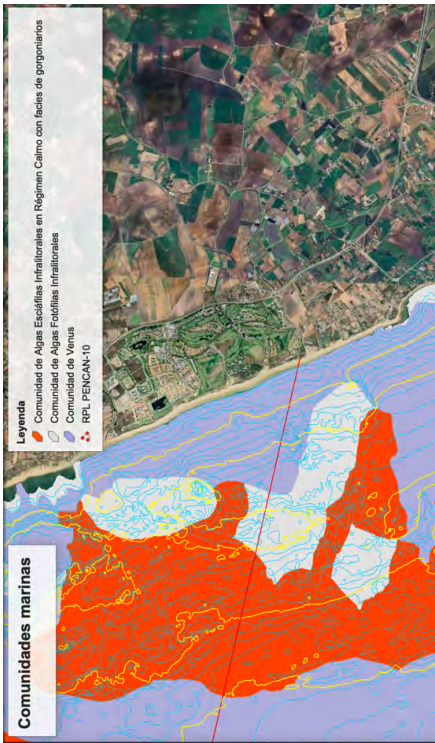 Comunidades marinas
Leyenda
Comunidad de Algas Esciáfilas Infralitorales en Régimen Calmo con facies de gorgoniarios
Comunidad de Algas Fotófilas Infralitorales
Comunidad de Venus
RPL PENCAN-10